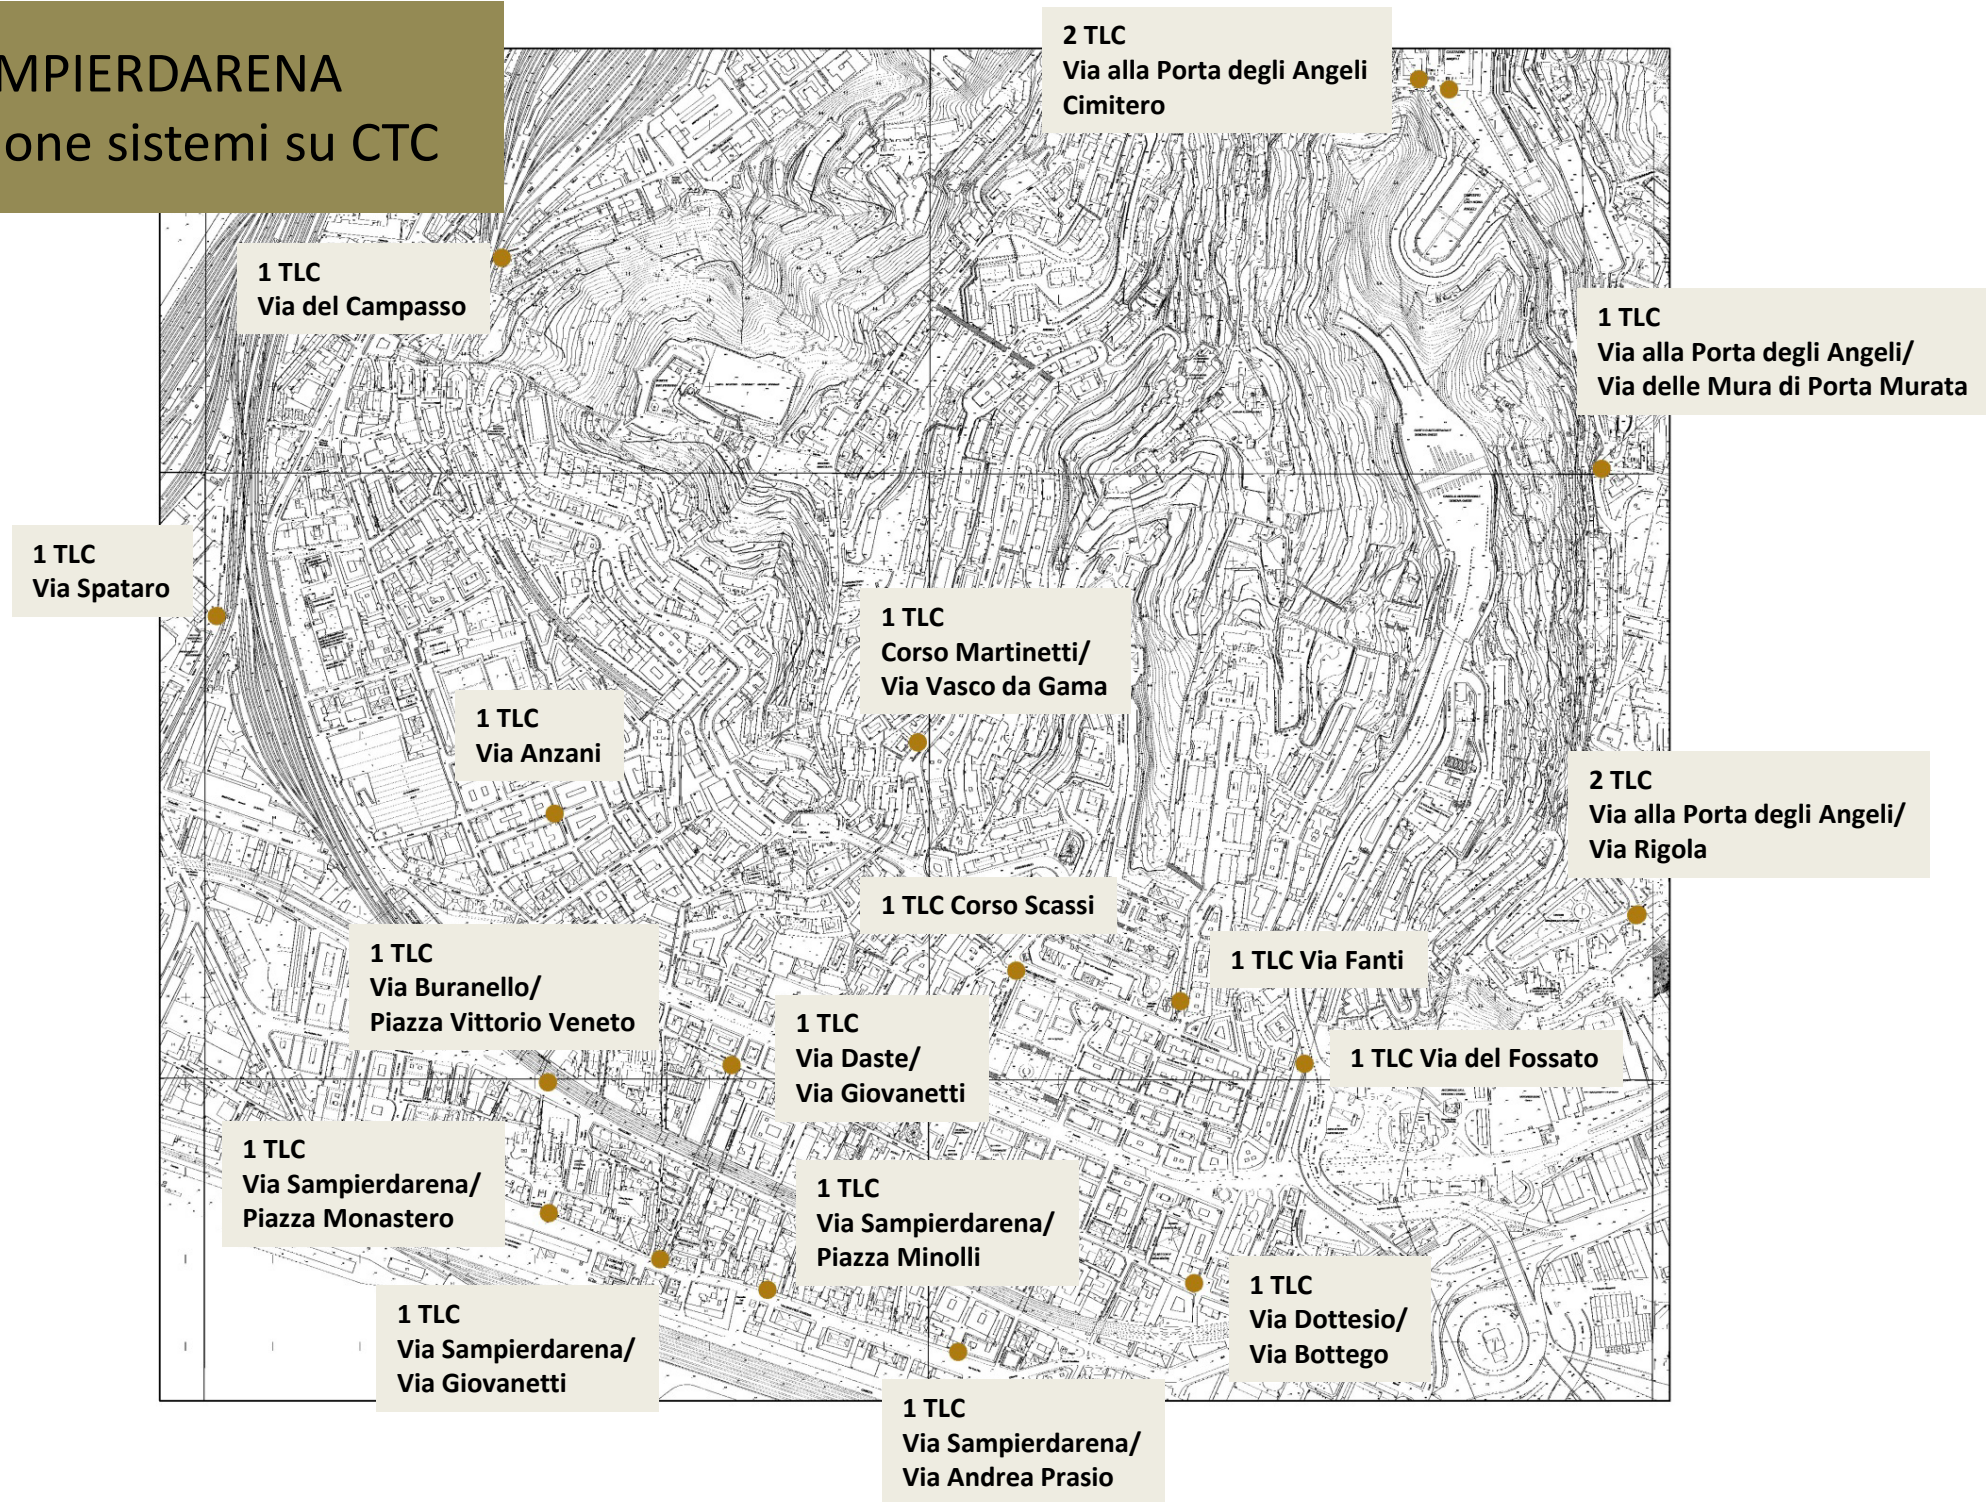 MPIERDARENA
one sistemi su CTC
2 TLC
Via alla Porta degli Angeli
Cimitero
1 TLC
Via del Campasso
1 TLC
Via alla Porta degli Angeli/
Via delle Mura di Porta Murata
1 TLC
Via Spataro
1 TLC
Corso Martinetti/
Via Vasco da Gama
1 TLC
Via Anzani
2 TLC
Via alla Porta degli Angeli/
Via Rigola
1 TLC Corso Scassi
1 TLC
Via Buranello/
Piazza Vittorio Veneto
1 TLC Via Fanti
1 TLC
Via Daste/
Via Giovanetti
1 TLC Via del Fossato
1 TLC
Via Sampierdarena/
Piazza Monastero
1 TLC
Via Sampierdarena/
Piazza Minolli
1 TLC
Via Dottesio/
Via Bottego
1 TLC
Via Sampierdarena/
Via Giovanetti
1 TLC
Via Sampierdarena/
Via Andrea Prasio